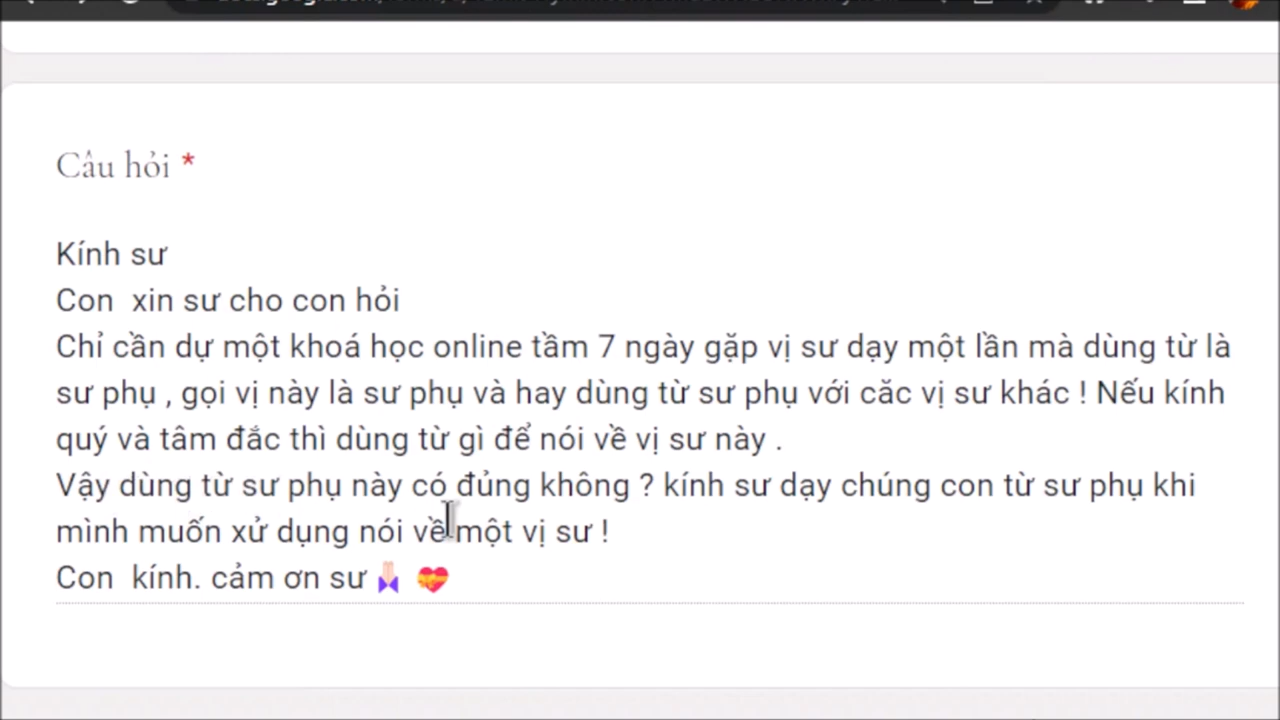 Câu hỏi *
Kính sư
Con xin sư cho con hỏi
Chỉ cần dự một khoá học online tầm 7 ngày gặp vị sư dạy một lần mà dùng từ là
sư phụ , gọi vị này là sư phụ và hay dùng từ sư phụ với căc vị sư khác ! Nếu kính
quý và tâm đắc thì dùng từ gì để nói về vị sư này .
Vậy dùng từ sư phụ này có đủng không ? kính sư dạy chúng con từ sư phụ khi
mình muốn xử dụng nói về một vị sư !
Con kính. cảm ơn sư🙏 💝